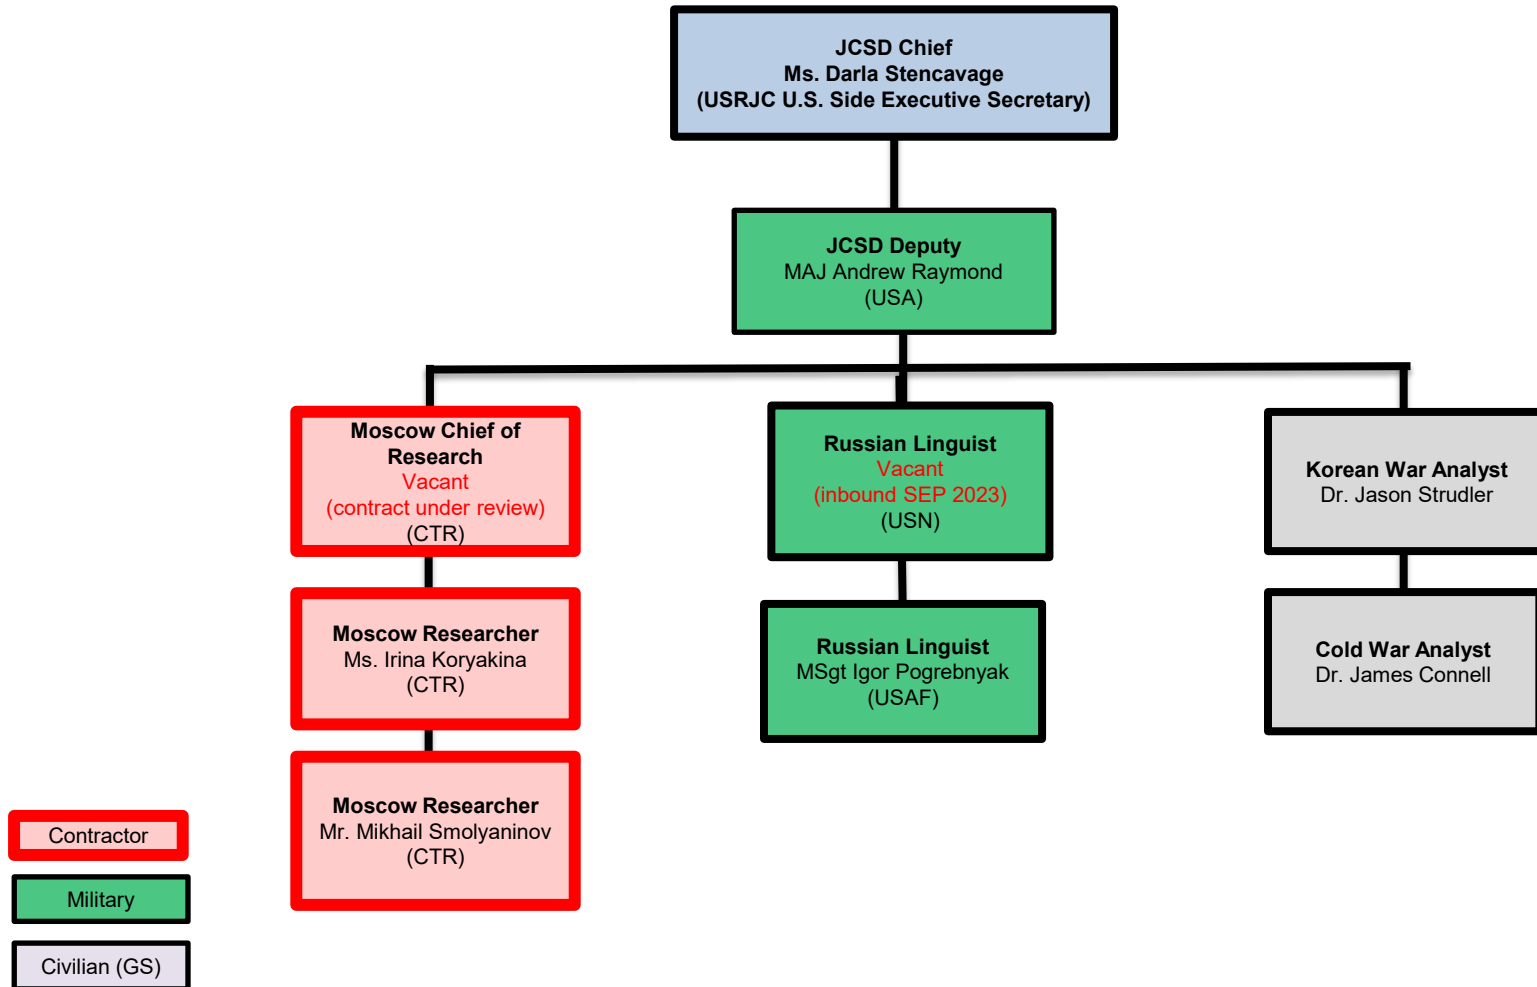 JCSD Chief
Ms. Darla Stencavage
(USRJC U.S. Side Executive Secretary)
JCSD Deputy
MAJ Andrew Raymond
(USA)
Moscow Chief of
Research
Vacant
(contract under review)
(CTR)
Russian Linguist
Vacant
(inbound SEP 2023)
(USN)
Korean War Analyst
Dr. Jason Strudler
Moscow Researcher
Ms. Irina Koryakina
(CTR)
Russian Linguist
MSgt Igor Pogrebnyak
(USAF)
Cold War Analyst
Dr. James Connell
Moscow Researcher
Mr. Mikhail Smolyaninov
(CTR)
Contractor
Military
Civilian (GS)